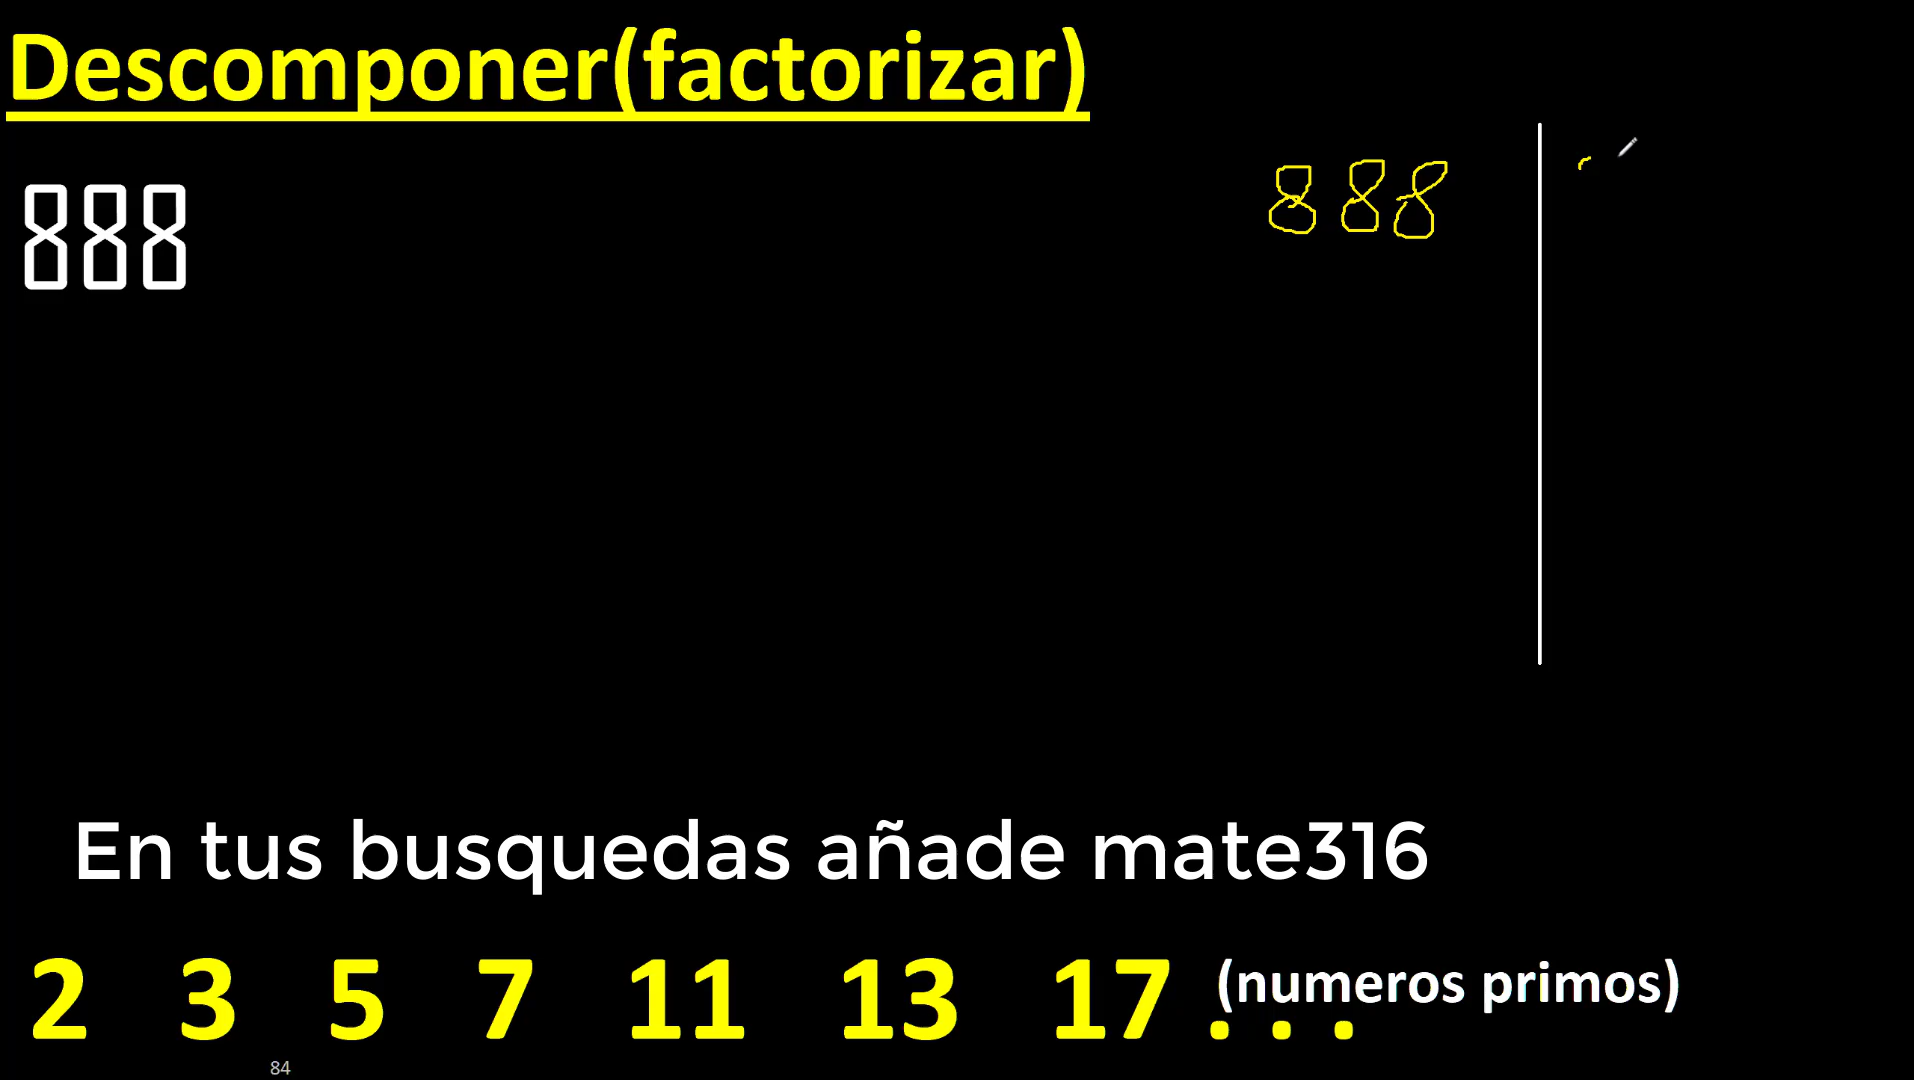 Descomponer(factorizar)
888
888
En tus busquedas añade mate316
2 3 5 7 11 13 17 . . . (numeros primos)
84